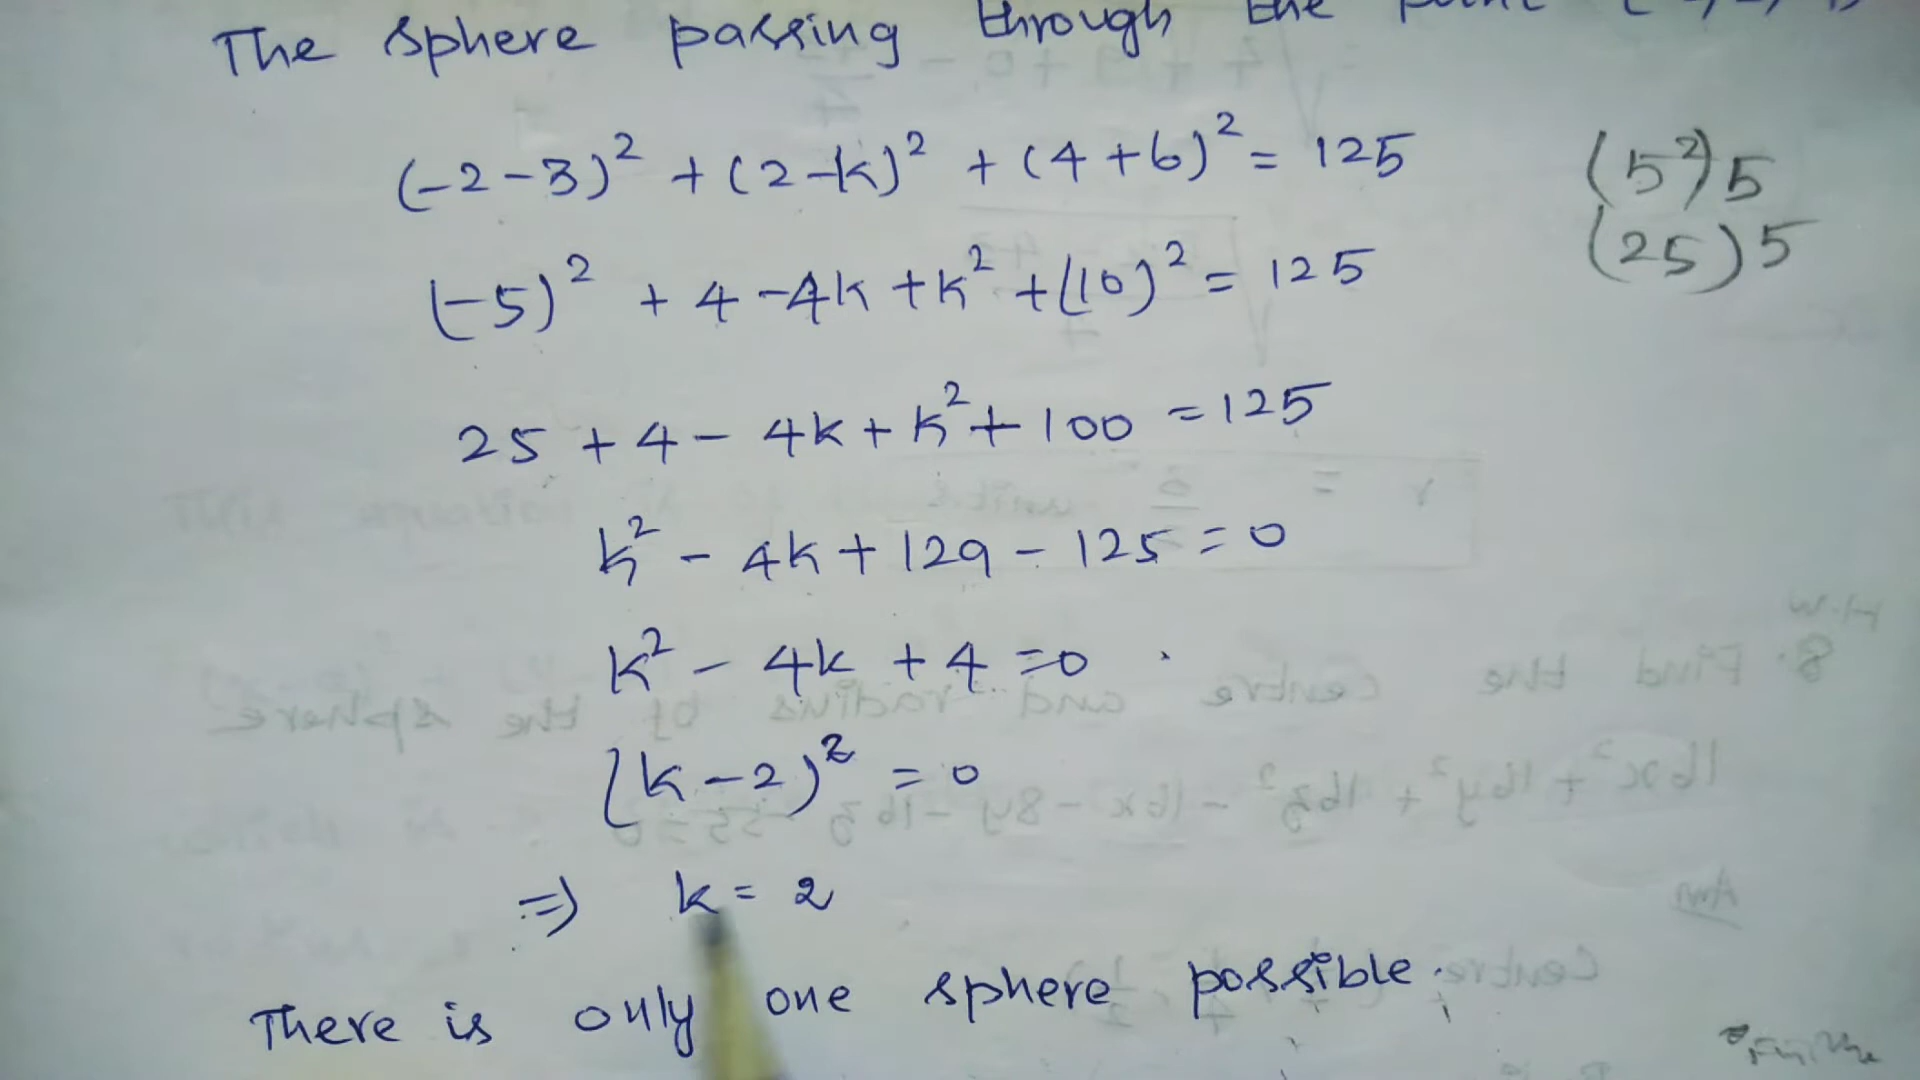 The sphere passing through the point
(-2-3)² + (2-k)² + (4+6)² = 125
(5²)5
(-5)² + 4 - 4k + k² + (10)² = 125
(25)5
25 + 4 - 4k + k² + 100 = 125
k² - 4k + 129 - 125 = 0
k² - 4k + 4 = 0
(k-2)² = 0
⇒ k = 2
There is only one sphere possible.